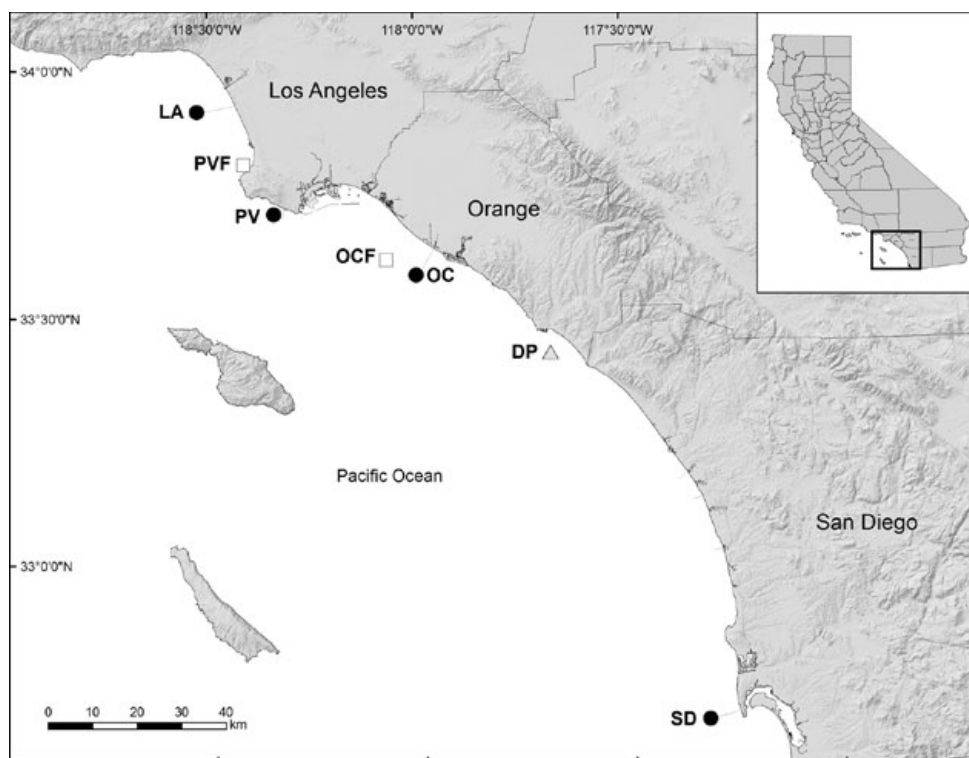 118°30'0"W
118°0'0"W
117°30'0"W
34°0'0"N
Los Angeles
LA
PVF
PV
Orange
OCF
OC
33°30'0"N
DP
Pacific Ocean
San Diego
33°0'0"N
0 10 20 30 40
km
SD